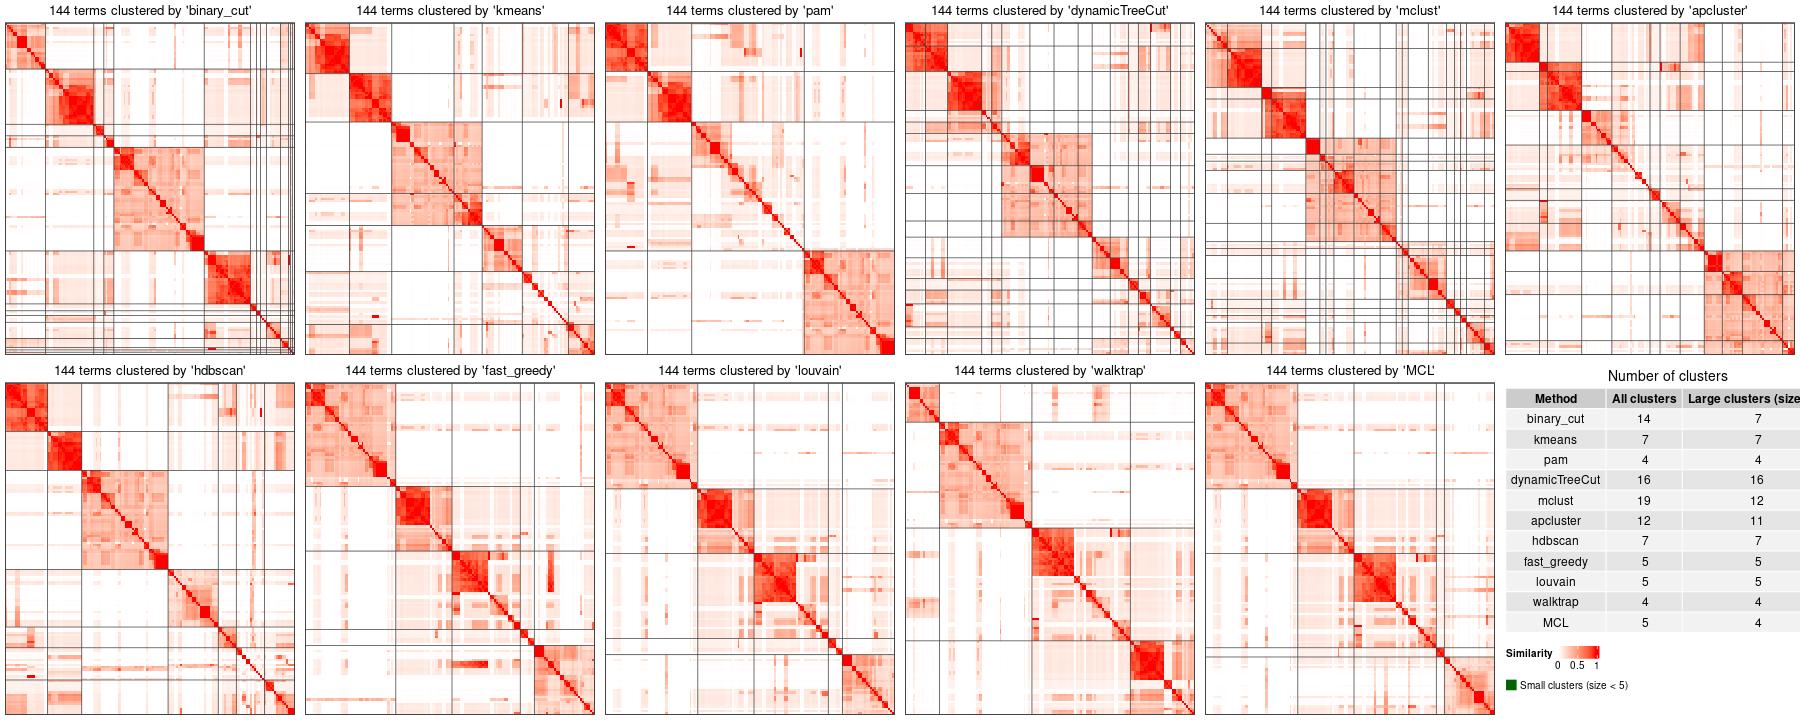 144 terms clustered by 'binary_cut'
144 terms clustered by 'kmeans'
144 terms clustered by 'pam'
144 terms clustered by 'dynamicTreeCut'
144 terms clustered by 'mclust'
144 terms clustered by 'apcluster'
144 terms clustered by 'hdbscan'
144 terms clustered by 'fast_greedy'
144 terms clustered by 'louvain'
144 terms clustered by 'walktrap'
144 terms clustered by 'MCL'
Number of clusters
Method All clusters Large clusters (size
binary_cut 14 7
kmeans 7 7
pam 4 4
dynamicTreeCut 16 16
mclust 19 12
apcluster 12 11
hdbscan 7 7
fast_greedy 5 5
louvain 5 5
walktrap 4 4
MCL 5 4
Similarity
0 0.5 1
Small clusters (size < 5)